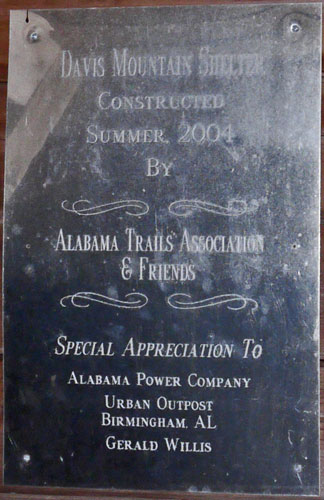 Davis Mountain Shelter
Constructed
Summer, 2004
By
Alabama Trails Association
& Friends
Special Appreciation To
Alabama Power Company
Urban Outpost
Birmingham, AL
Gerald Willis